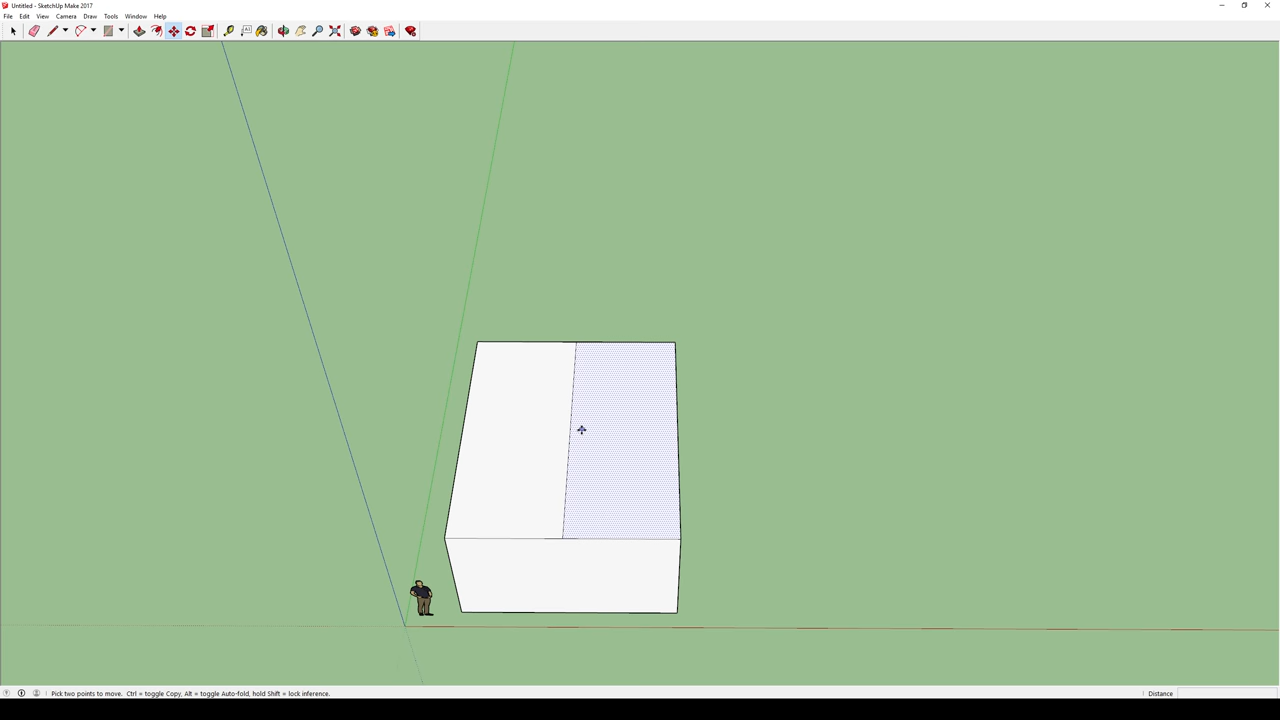 Untitled - SketchUp Make 2017
File Edit View Camera Draw Tools Window Help
Pick two points to move. Ctrl = toggle Copy, Alt = toggle Auto-fold, hold Shift = lock inference.
Distance